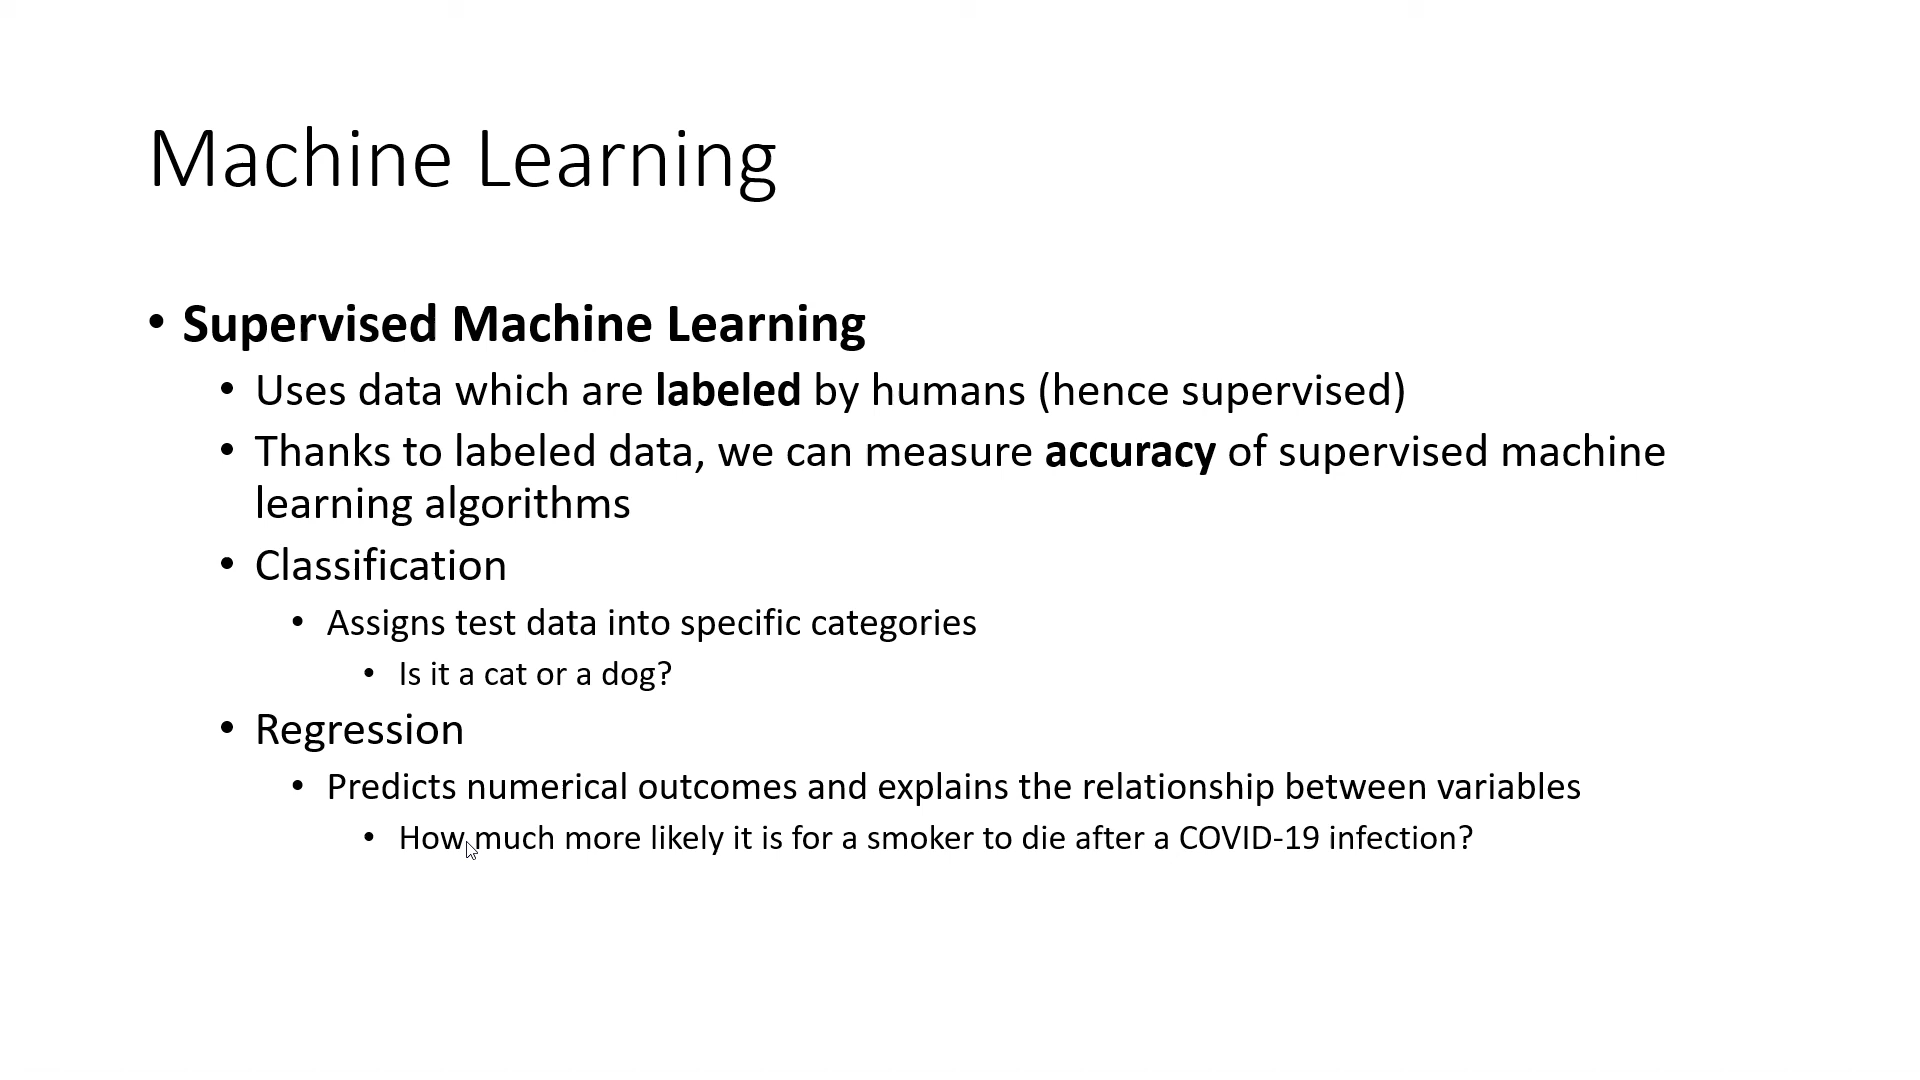 Machine Learning
• Supervised Machine Learning
• Uses data which are labeled by humans (hence supervised)
• Thanks to labeled data, we can measure accuracy of supervised machine
learning algorithms
• Classification
• Assigns test data into specific categories
• Is it a cat or a dog?
• Regression
• Predicts numerical outcomes and explains the relationship between variables
• How much more likely it is for a smoker to die after a COVID-19 infection?